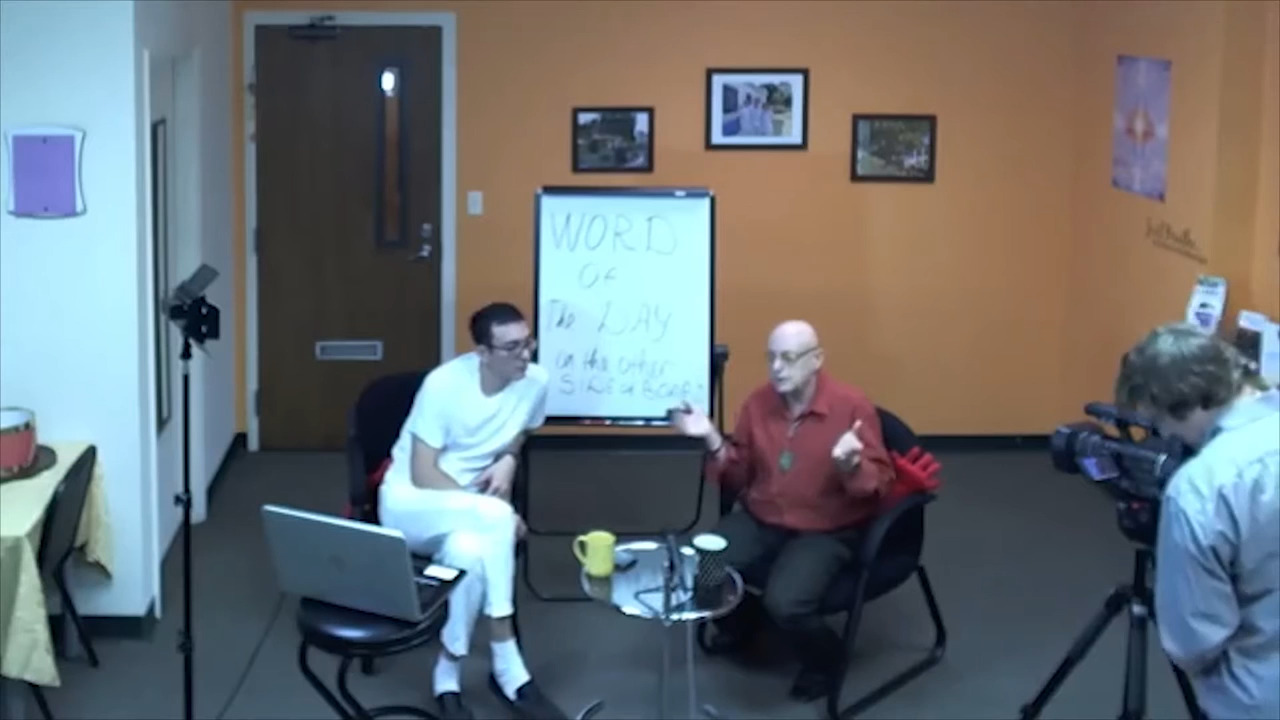 WORD
OF
The DAY
on the other
SIDE of BOARD